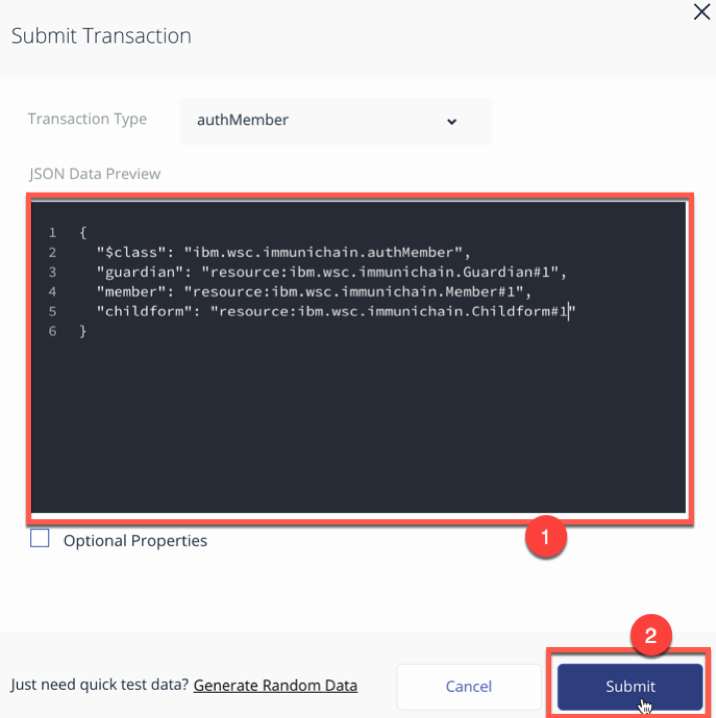 Submit Transaction
Transaction Type
authMember
JSON Data Preview
1 {
2 "$class": "ibm.wsc.immunichain.authMember",
3 "guardian": "resource:ibm.wsc.immunichain.Guardian#1",
4 "member": "resource:ibm.wsc.immunichain.Member#1",
5 "childform": "resource:ibm.wsc.immunichain.Childform#1"
6 }
1
Optional Properties
2
Just need quick test data? Generate Random Data
Cancel
Submit